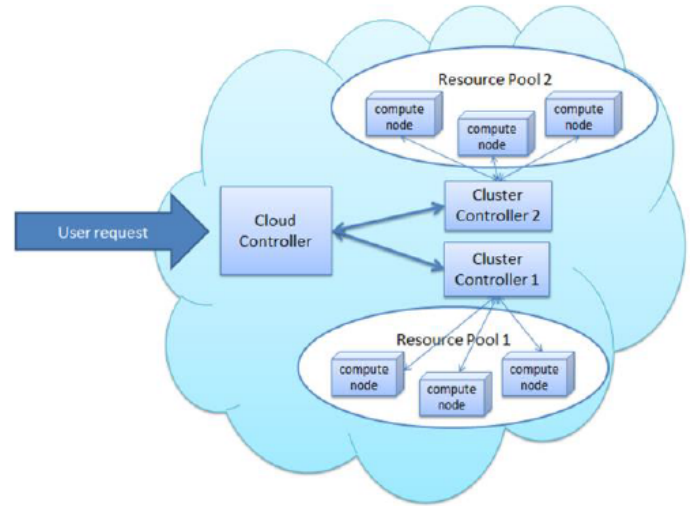 Resource Pool 2
compute
node
compute
node
compute
node
User request
Cloud
Controller
Cluster
Controller 2
Cluster
Controller 1
Resource Pool 1
compute
node
compute
node
compute
node